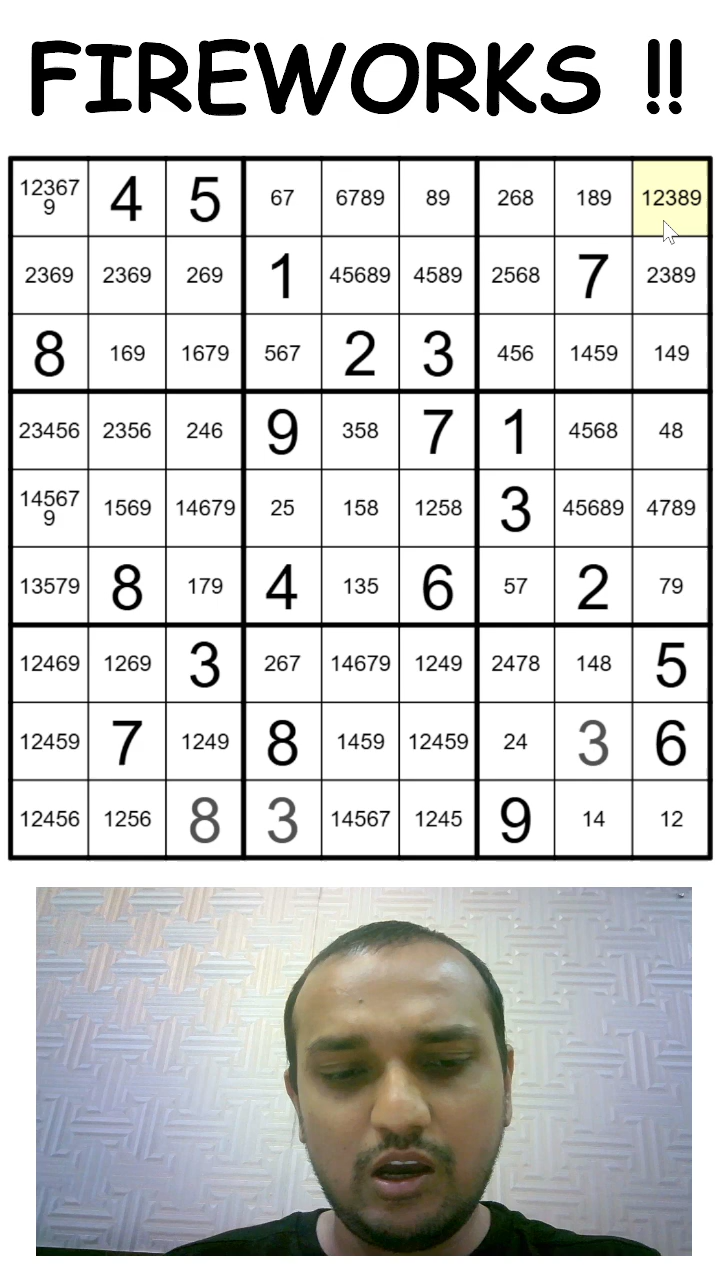 FIREWORKS !!
12367
9 4 5 67 6789 89 268 189 12389
2369 2369 269 1 45689 4589 2568 7 2389
8 169 1679 567 2 3 456 1459 149
23456 2356 246 9 358 7 1 4568 48
14567
9 1569 14679 25 158 1258 3 45689 4789
13579 8 179 4 135 6 57 2 79
12469 1269 3 267 14679 1249 2478 148 5
12459 7 1249 8 1459 12459 24 3 6
12456 1256 8 3 14567 1245 9 14 12